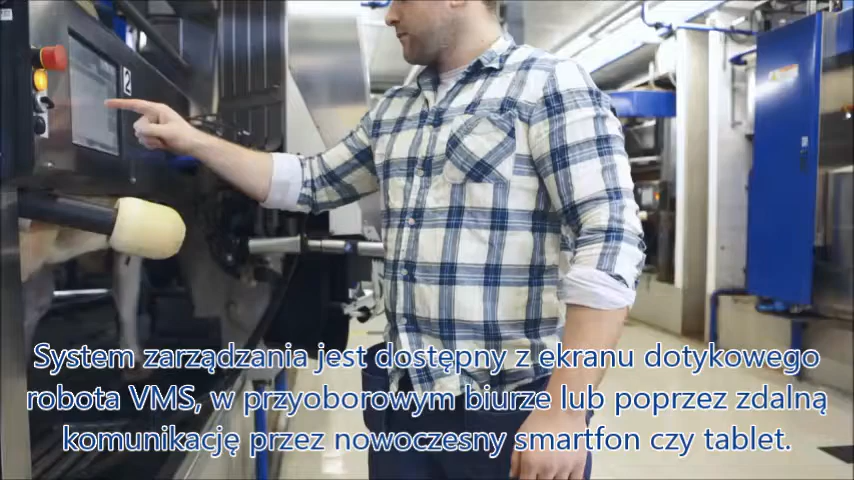 2
System zarządzania jest dostępny z ekranu dotykowego
robota VMS, w przyoborowym biurze lub poprzez zdalną
komunikację przez nowoczesny smartfon czy tablet.